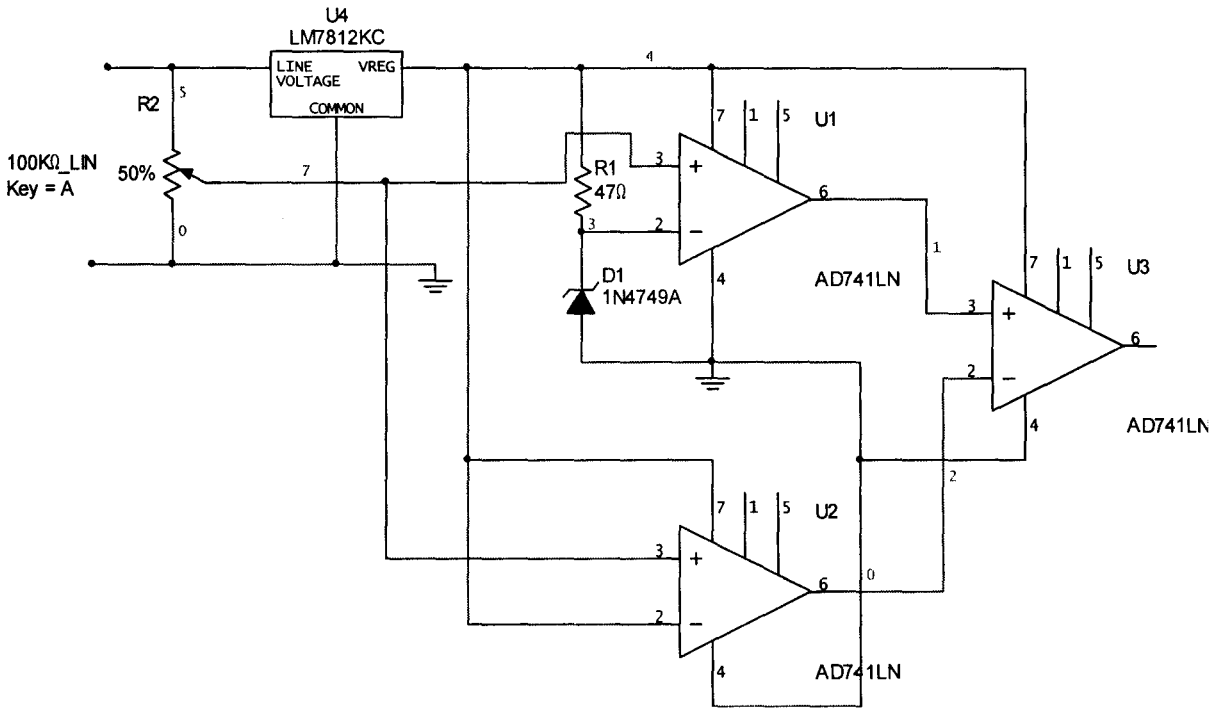 U4
LM7812KC
LINE VREG
VOLTAGE
COMMON
R2
5
100KΩ_LIN
Key = A
50%
0
7
4
R1
47Ω
3
D1
1N4749A
7 1 5 U1
3 +
2 −
6
4
AD741LN
1
7 1 5 U3
3 +
2 −
6
4
AD741LN
2
7 1 5 U2
3 +
2 −
6
0
4
AD741LN